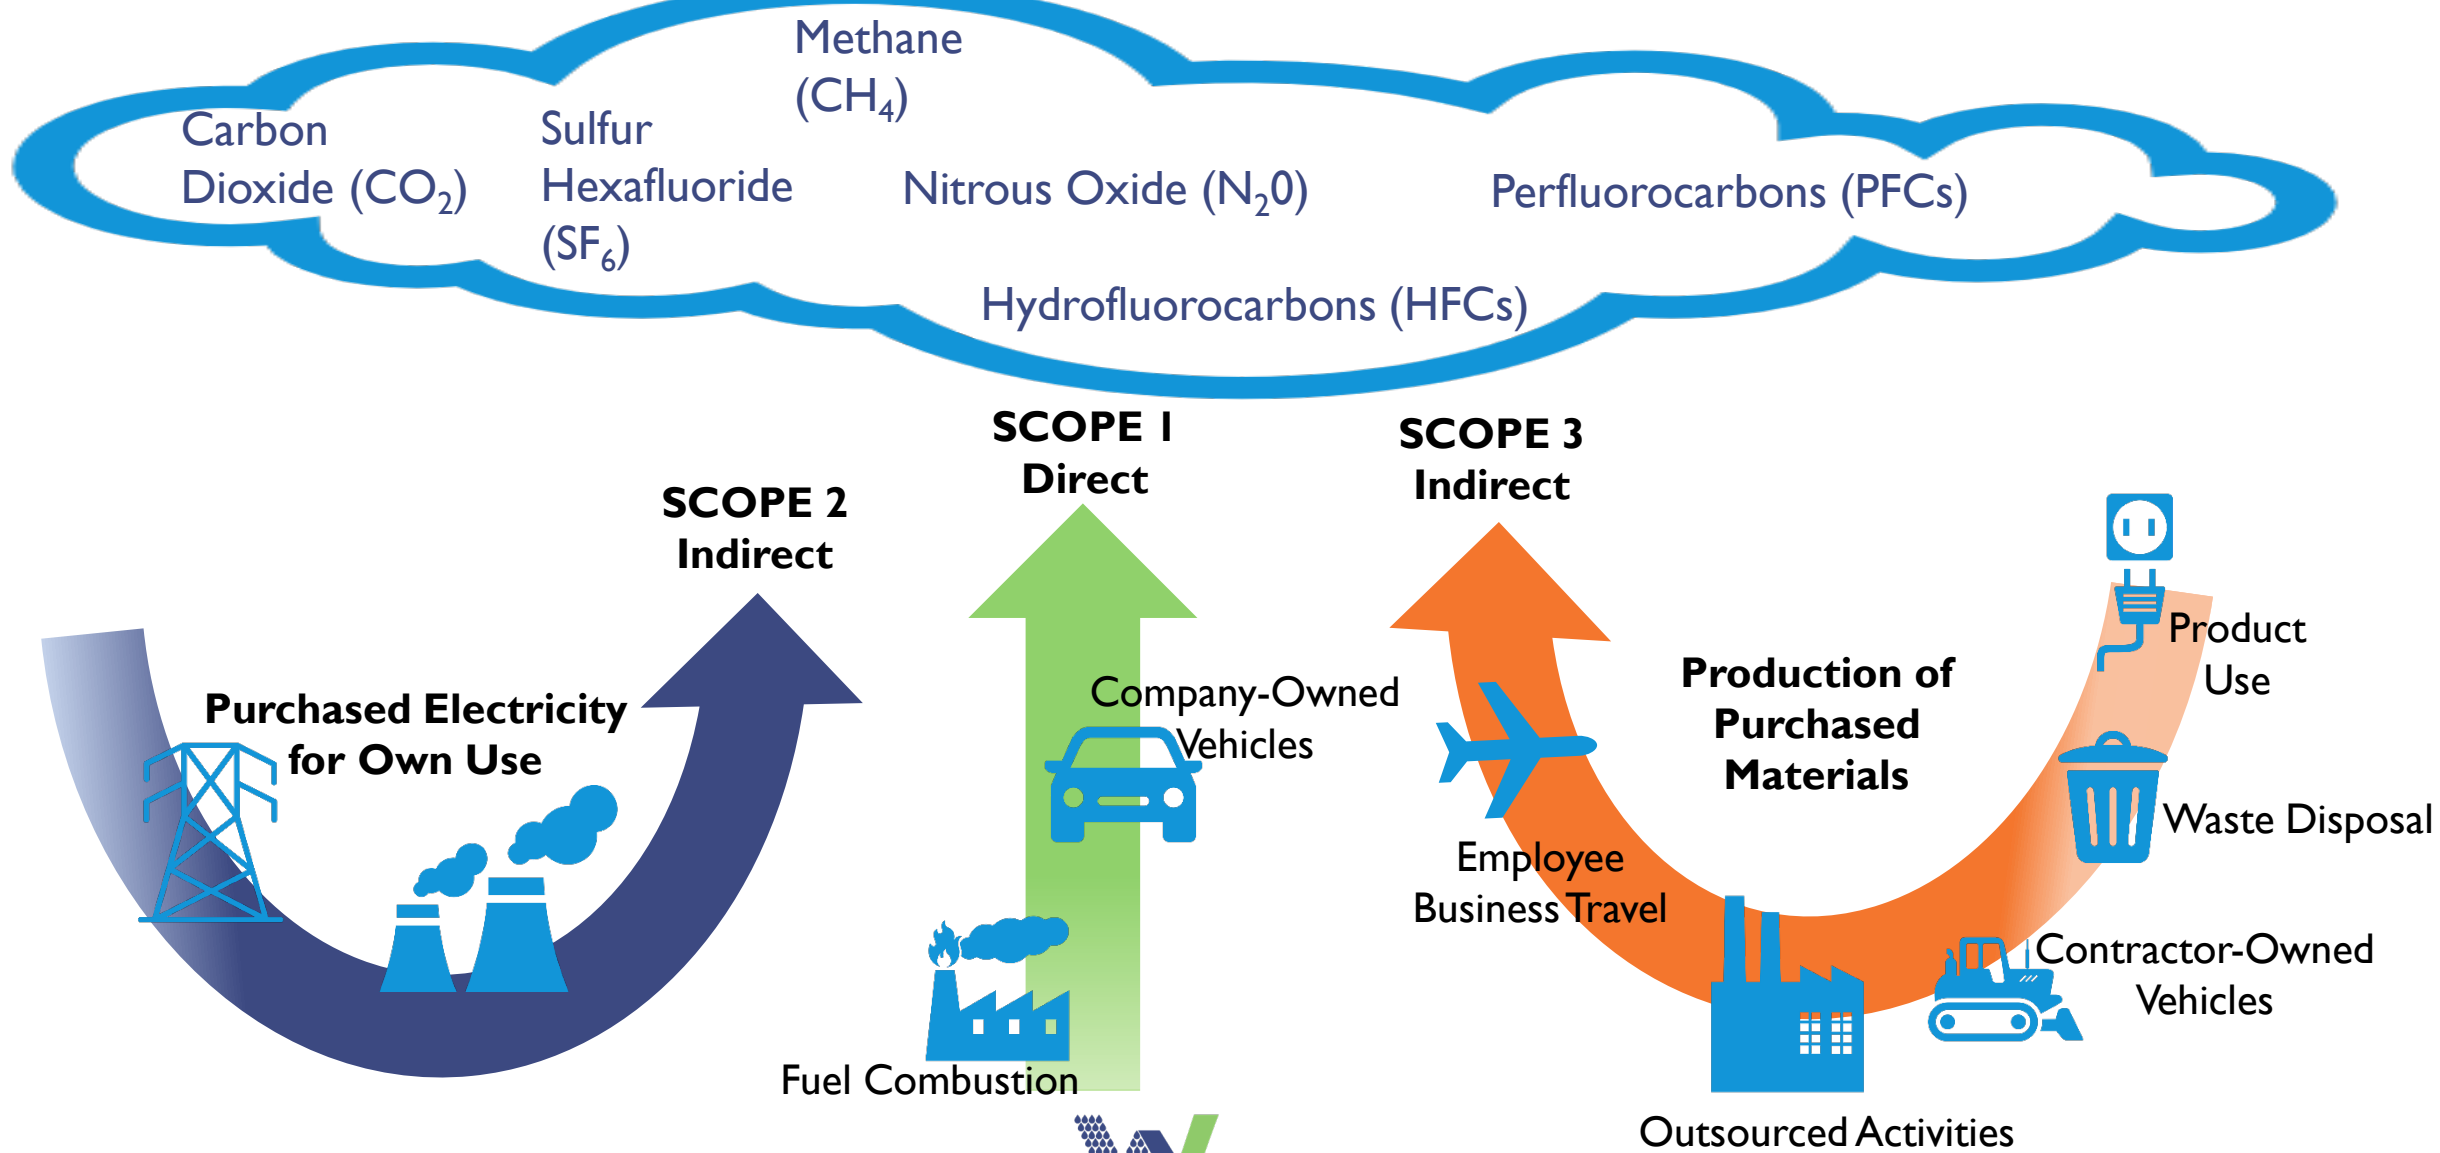 Methane
(CH₄)
Carbon
Dioxide (CO₂)
Sulfur
Hexafluoride
(SF₆)
Nitrous Oxide (N₂0)
Perfluorocarbons (PFCs)
Hydrofluorocarbons (HFCs)
SCOPE 2
Indirect
Purchased Electricity
for Own Use
SCOPE 1
Direct
Company-Owned
Vehicles
Fuel Combustion
SCOPE 3
Indirect
Production of
Purchased
Materials
Employee
Business Travel
Outsourced Activities
Contractor-Owned
Vehicles
Waste Disposal
Product
Use